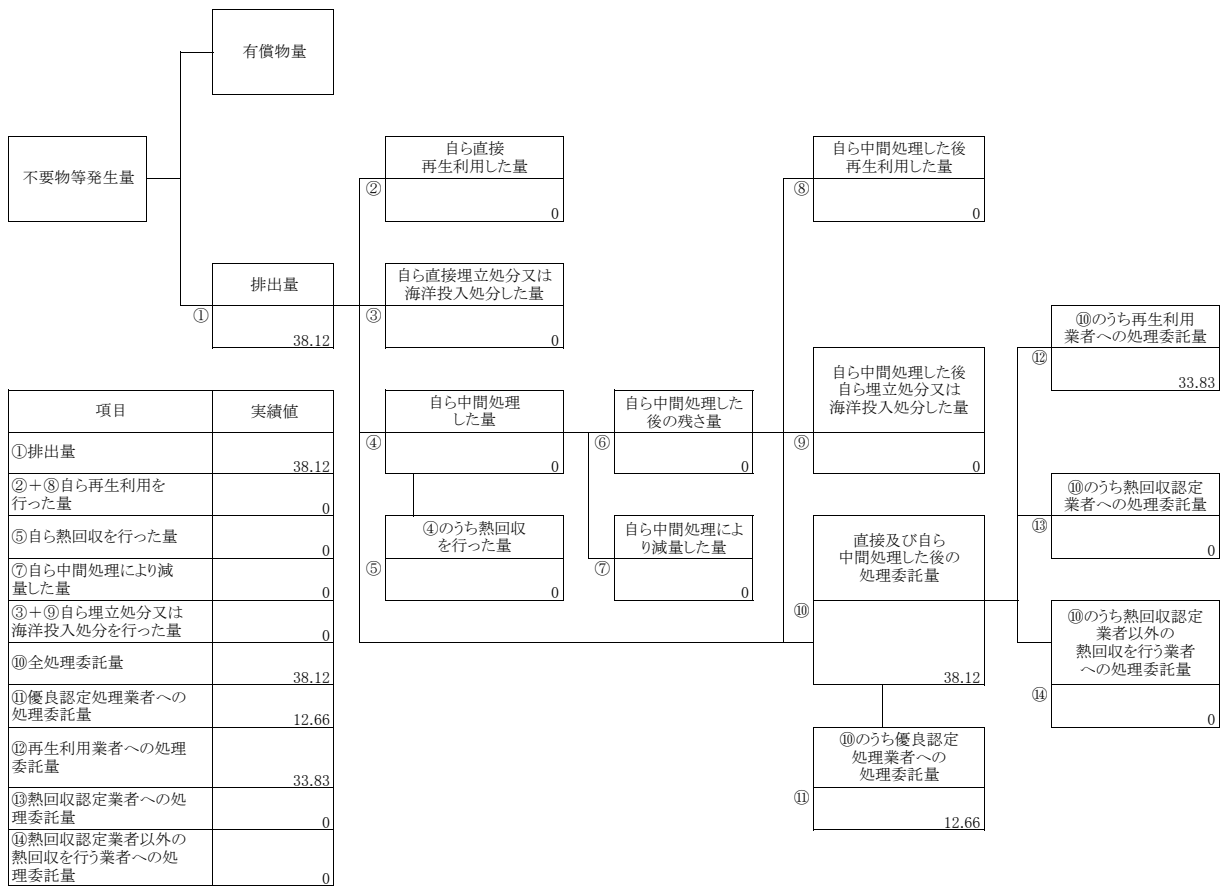 有償物量
不要物等発生量
排出量
①
38.12
自ら直接
再生利用した量
②
0
自ら直接埋立処分又は
海洋投入処分した量
③
0
自ら中間処理
した量
④
0
④のうち熱回収
を行った量
⑤
0
自ら中間処理した
後の残さ量
⑥
0
自ら中間処理によ
り減量した量
⑦
0
自ら中間処理した後
再生利用した量
⑧
0
自ら中間処理した後
自ら埋立処分又は
海洋投入処分した量
⑨
0
直接及び自ら
中間処理した後の
処理委託量
⑩
38.12
⑩のうち優良認定
処理業者への
処理委託量
⑪
12.66
⑩のうち再生利用
業者への処理委託量
⑫
33.83
⑩のうち熱回収認定
業者への処理委託量
⑬
0
⑩のうち熱回収認定
業者以外の
熱回収を行う業者
への処理委託量
⑭
0
項目 実績値
①排出量
38.12
②+⑧自ら再生利用を
行った量
0
⑤自ら熱回収を行った量
0
⑦自ら中間処理により減
量した量
0
③+⑨自ら埋立処分又は
海洋投入処分を行った量
0
⑩全処理委託量
38.12
⑪優良認定処理業者への
処理委託量
12.66
⑫再生利用業者への処理
委託量
33.83
⑬熱回収認定業者への処
理委託量
0
⑭熱回収認定業者以外の
熱回収を行う業者への処
理委託量
0